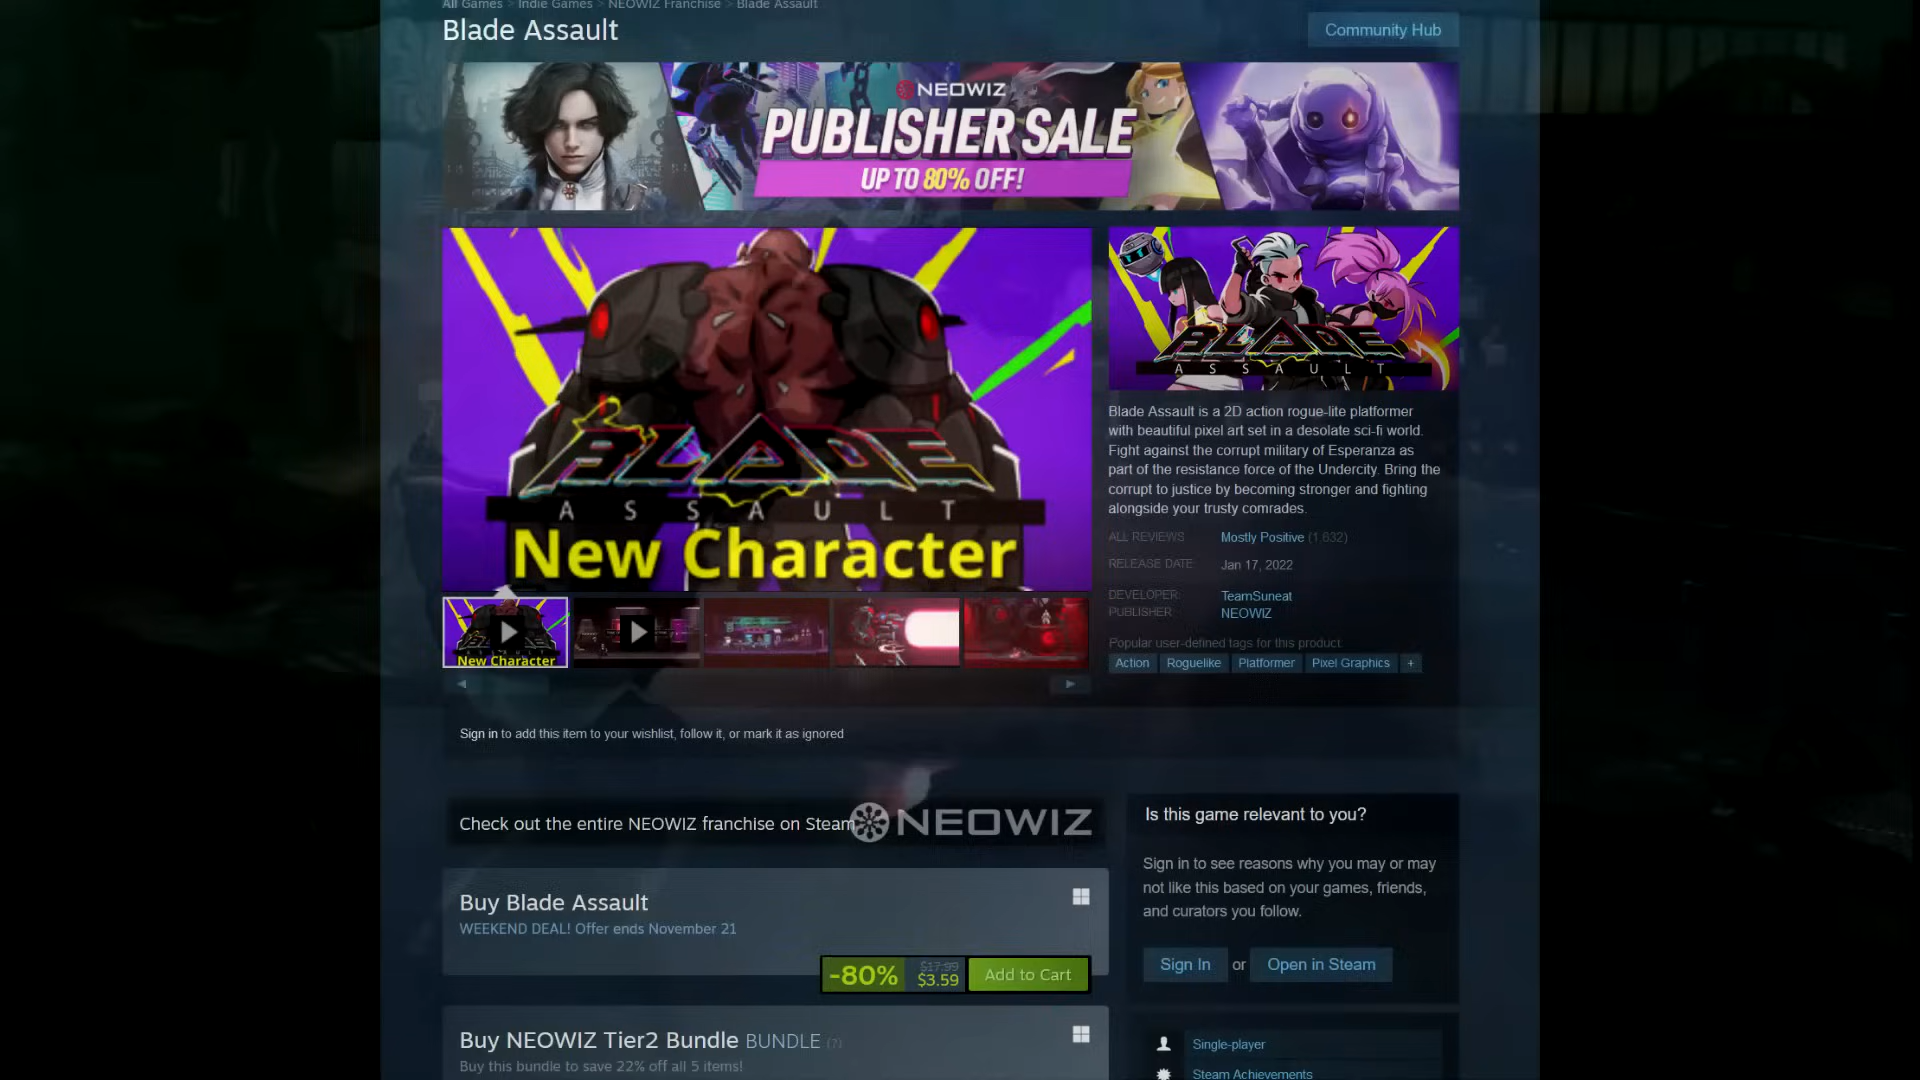 All Games > Indie Games > NEOWIZ Franchise > Blade Assault
Blade Assault
Community Hub
NEOWIZ
PUBLISHER SALE
UP TO 80% OFF!
BLADE
ASSAULT
New Character
BLADE
ASSAULT
Blade Assault is a 2D action rogue-lite platformer
with beautiful pixel art set in a desolate sci-fi world.
Fight against the corrupt military of Esperanza as
part of the resistance force of the Undercity. Bring the
corrupt to justice by becoming stronger and fighting
alongside your trusty comrades.
ALL REVIEWS: Mostly Positive (1,632)
RELEASE DATE: Jan 17, 2022
DEVELOPER: TeamSuneat
PUBLISHER: NEOWIZ
Popular user-defined tags for this product:
Action Roguelike Platformer Pixel Graphics +
New Character
Sign in to add this item to your wishlist, follow it, or mark it as ignored
Check out the entire NEOWIZ franchise on Steam
NEOWIZ
Is this game relevant to you?
Sign in to see reasons why you may or may
not like this based on your games, friends,
and curators you follow.
Sign In or Open in Steam
Buy Blade Assault
WEEKEND DEAL! Offer ends November 21
-80% $17.99 $3.59 Add to Cart
Buy NEOWIZ Tier2 Bundle BUNDLE (?)
Buy this bundle to save 22% off all 5 items!
Single-player
Steam Achievements